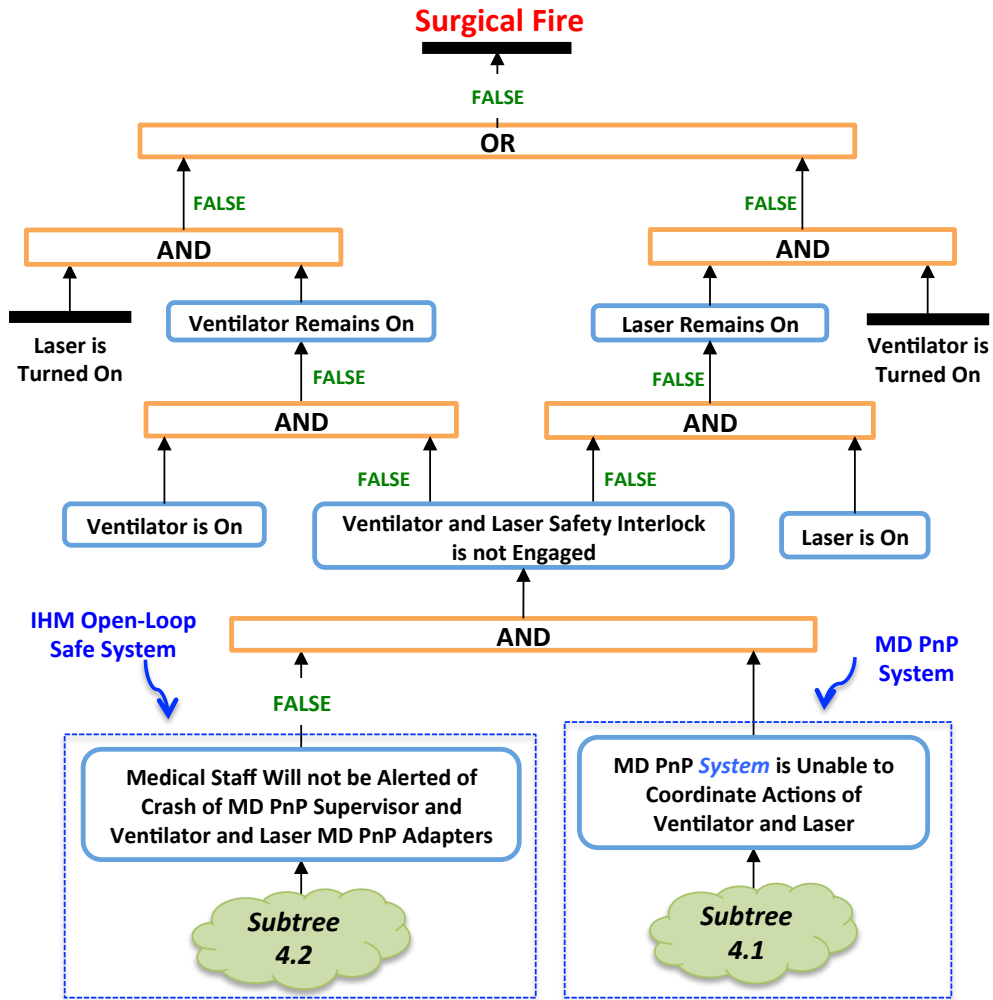 Surgical Fire
FALSE
OR
FALSE
FALSE
AND
AND
Laser is
Turned On
Ventilator Remains On
Laser Remains On
Ventilator is
Turned On
FALSE
FALSE
AND
AND
FALSE
FALSE
Ventilator is On
Ventilator and Laser Safety Interlock
is not Engaged
Laser is On
IHM Open-Loop
Safe System
AND
MD PnP
System
FALSE
Medical Staff Will not be Alerted of
Crash of MD PnP Supervisor and
Ventilator and Laser MD PnP Adapters
MD PnP System is Unable to
Coordinate Actions of
Ventilator and Laser
Subtree
4.2
Subtree
4.1